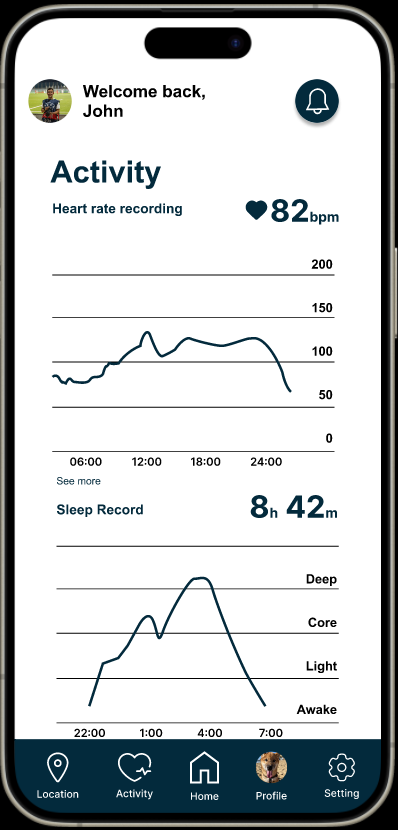 Welcome back,
John
Activity
Heart rate recording
82bpm
200
150
100
50
0
06:00 12:00 18:00 24:00
See more
Sleep Record
8h 42m
Deep
Core
Light
Awake
22:00 1:00 4:00 7:00
Location Activity Home Profile Setting